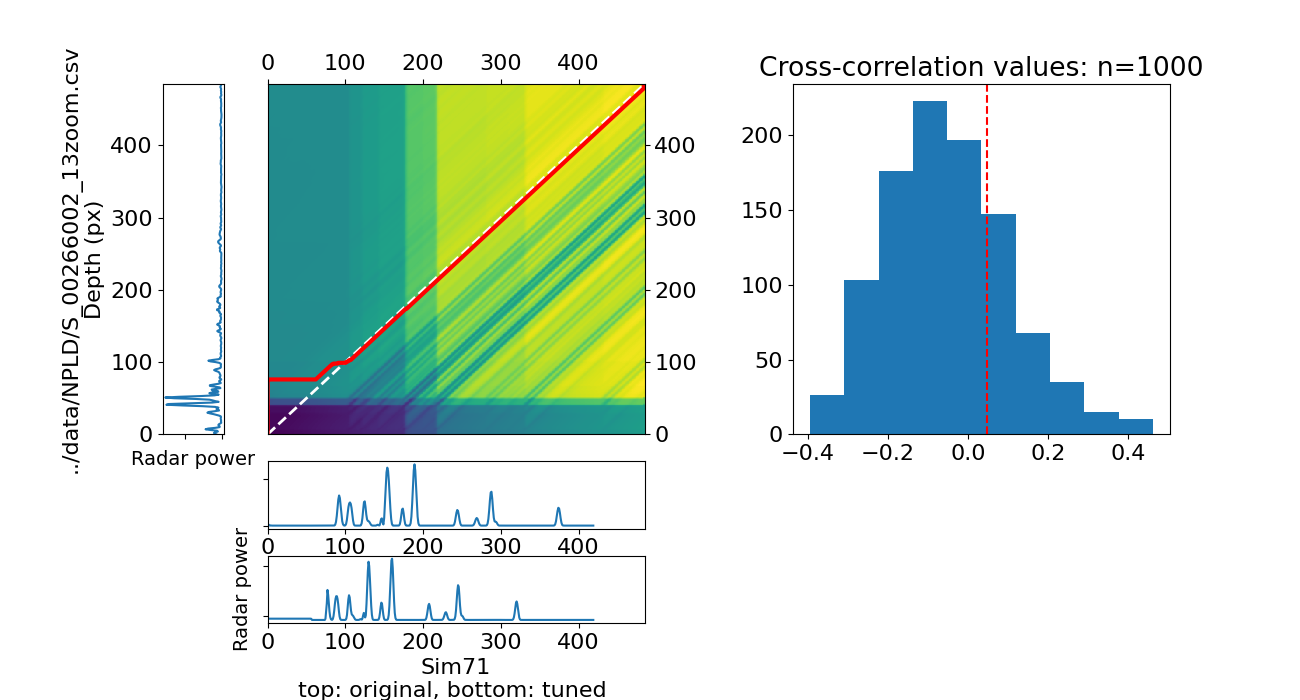 0 100 200 300 400
Cross-correlation values: n=1000
../data/NPLD/S_00266002_13zoom.csv
Depth (px)
400
300
200
100
0
400
300
200
100
0
200
150
100
50
0
−0.4 −0.2 0.0 0.2 0.4
Radar power
0 100 200 300 400
Radar power
0 100 200 300 400
Sim71
top: original, bottom: tuned